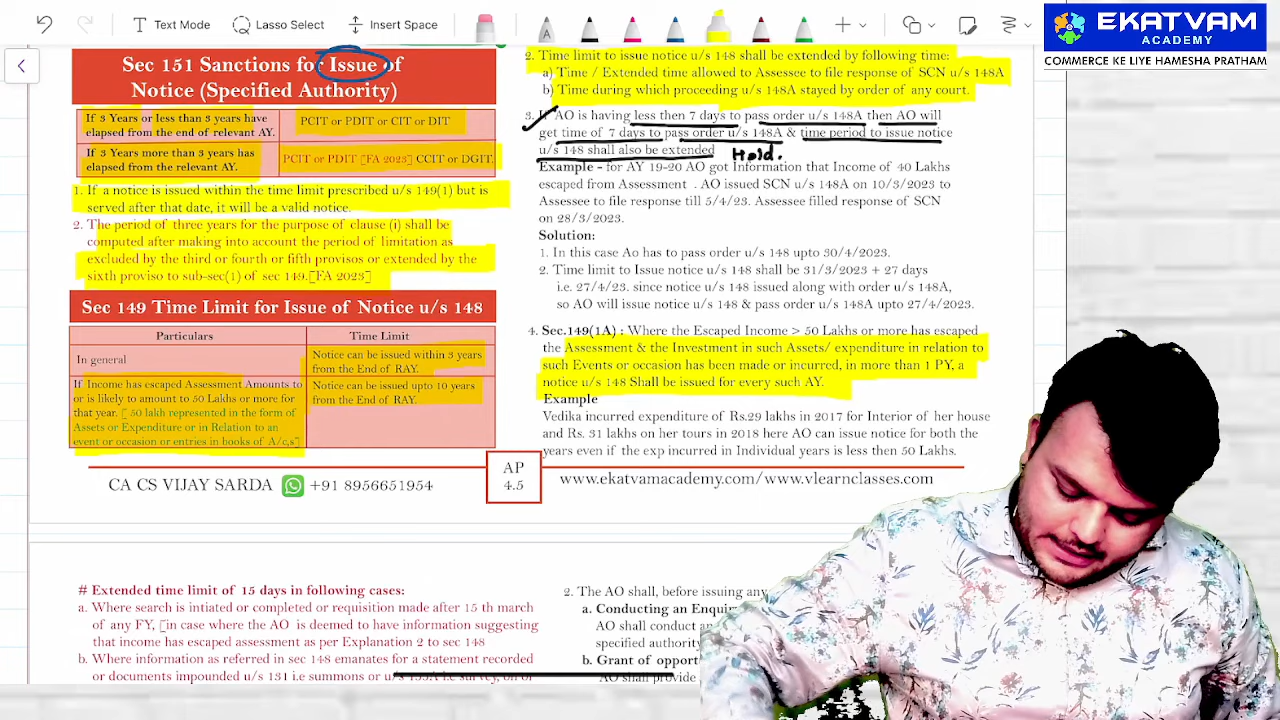 Text Mode
Lasso Select
Insert Space
EKATVAM
ACADEMY
COMMERCE KE LIYE HAMESHA PRATHAM
Sec 151 Sanctions for Issue of
Notice (Specified Authority)
If 3 Years or less than 3 years have
elapsed from the end of relevant AY.
PCIT or PDIT or CIT or DIT
If 3 Years more than 3 years has
elapsed from the relevant AY.
PCIT or PDIT [FA 2023] CCIT or DGIT.
1. If a notice is issued within the time limit prescribed u/s 149(1) but is
served after that date, it will be a valid notice.
2. The period of three years for the purpose of clause (i) shall be
computed after making into account the period of limitation as
excluded by the third or fourth or fifth provisos or extended by the
sixth proviso to sub-sec(1) of sec 149.[FA 2023]
Sec 149 Time Limit for Issue of Notice u/s 148
Particulars
Time Limit
In general
Notice can be issued within 3 years
from the End of RAY.
If Income has escaped Assessment Amounts to
or is likely to amount to 50 Lakhs or more for
that year. [ 50 lakh represented in the form of
Assets or Expenditure or in Relation to an
event or occasion or entries in books of A/c,s]
Notice can be issued upto 10 years
from the End of RAY.
2. Time limit to issue notice u/s 148 shall be extended by following time:
a) Time / Extended time allowed to Assessee to file response of SCN u/s 148A
b) Time during which proceeding u/s 148A stayed by order of any court.
3. If AO is having less then 7 days to pass order u/s 148A then AO will
get time of 7 days to pass order u/s 148A & time period to issue notice
u/s 148 shall also be extended
Hold.
Example - for AY 19-20 AO got Information that Income of 40 Lakhs
escaped from Assessment . AO issued SCN u/s 148A on 10/3/2023 to
Assessee to file response till 5/4/23. Assessee filled response of SCN
on 28/3/2023.
Solution:
1. In this case Ao has to pass order u/s 148 upto 30/4/2023.
2. Time limit to Issue notice u/s 148 shall be 31/3/2023 + 27 days
i.e. 27/4/23. since notice u/s 148 issued along with order u/s 148A,
so AO will issue notice u/s 148 & pass order u/s 148A upto 27/4/2023.
4. Sec.149(1A) : Where the Escaped Income > 50 Lakhs or more has escaped
the Assessment & the Investment in such Assets/ expenditure in relation to
such Events or occasion has been made or incurred, in more than 1 PY, a
notice u/s 148 Shall be issued for every such AY.
Example
Vedika incurred expenditure of Rs.29 lakhs in 2017 for Interior of her house
and Rs. 31 lakhs on her tours in 2018 here AO can issue notice for both the
years even if the exp incurred in Individual years is less then 50 Lakhs.
CA CS VIJAY SARDA +91 8956651954
AP
4.5
www.ekatvamacademy.com/www.vlearnclasses.com
# Extended time limit of 15 days in following cases:
a. Where search is intiated or completed or requisition made after 15 th march
of any FY, [in case where the AO is deemed to have information suggesting
that income has escaped assessment as per Explanation 2 to sec 148
b. Where information as referred in sec 148 emanates for a statement recorded
or documents impounded u/s 131 i.e summons or
2. The AO shall, before issuing any
a. Conducting an Enqui
AO shall conduct
specified authority
b. Grant of opport
AO shall provide